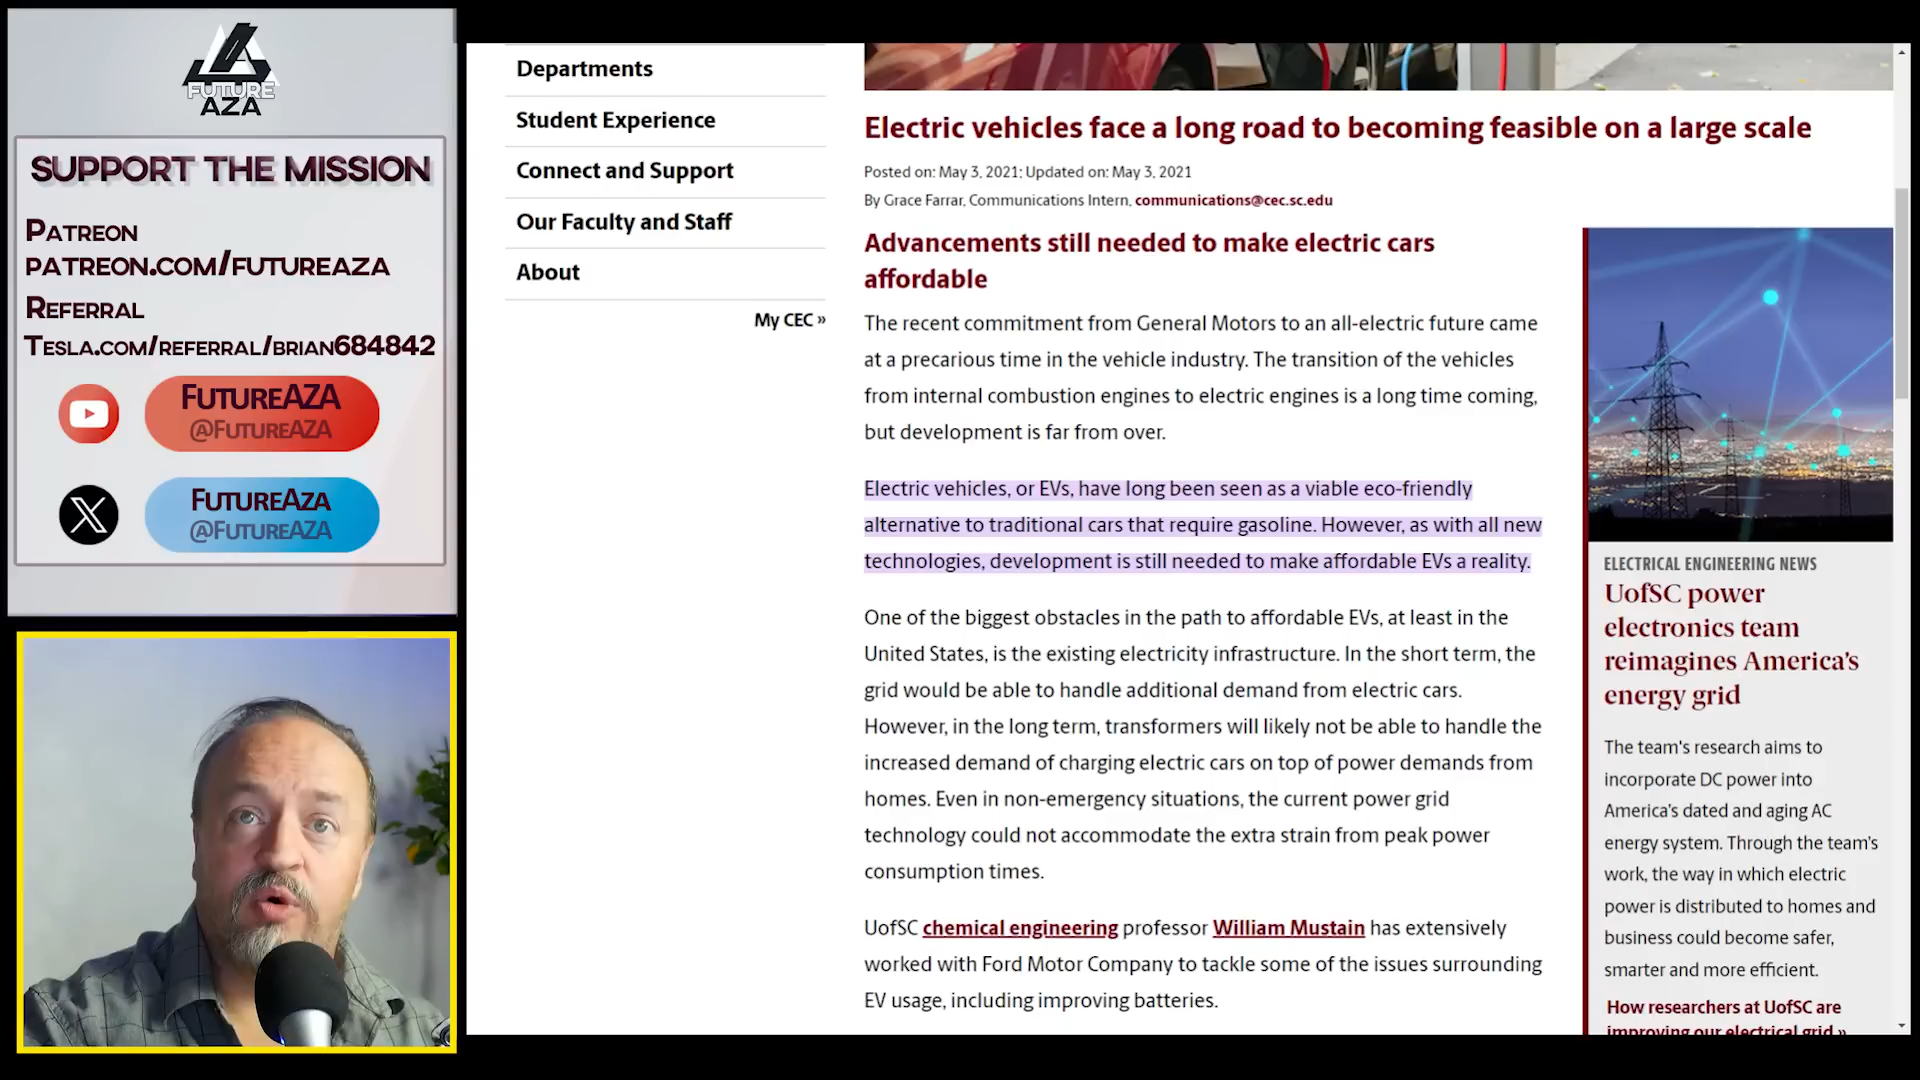 FUTURE
AZA
SUPPORT THE MISSION
PATREON
PATREON.COM/FUTUREAZA
REFERRAL
TESLA.COM/REFERRAL/BRIAN684842
FUTUREAZA
@FUTUREAZA
FUTUREAZA
@FUTUREAZA
Departments
Student Experience
Connect and Support
Our Faculty and Staff
About
My CEC »
Electric vehicles face a long road to becoming feasible on a large scale
Posted on: May 3, 2021; Updated on: May 3, 2021
By Grace Farrar, Communications Intern, communications@cec.sc.edu
Advancements still needed to make electric cars
affordable
The recent commitment from General Motors to an all-electric future came
at a precarious time in the vehicle industry. The transition of the vehicles
from internal combustion engines to electric engines is a long time coming,
but development is far from over.
Electric vehicles, or EVs, have long been seen as a viable eco-friendly
alternative to traditional cars that require gasoline. However, as with all new
technologies, development is still needed to make affordable EVs a reality.
One of the biggest obstacles in the path to affordable EVs, at least in the
United States, is the existing electricity infrastructure. In the short term, the
grid would be able to handle additional demand from electric cars.
However, in the long term, transformers will likely not be able to handle the
increased demand of charging electric cars on top of power demands from
homes. Even in non-emergency situations, the current power grid
technology could not accommodate the extra strain from peak power
consumption times.
UofSC chemical engineering professor William Mustain has extensively
worked with Ford Motor Company to tackle some of the issues surrounding
EV usage, including improving batteries.
ELECTRICAL ENGINEERING NEWS
UofSC power
electronics team
reimagines America's
energy grid
The team's research aims to
incorporate DC power into
America's dated and aging AC
energy system. Through the team's
work, the way in which electric
power is distributed to homes and
business could become safer,
smarter and more efficient.
How researchers at UofSC are
improving our electrical grid »